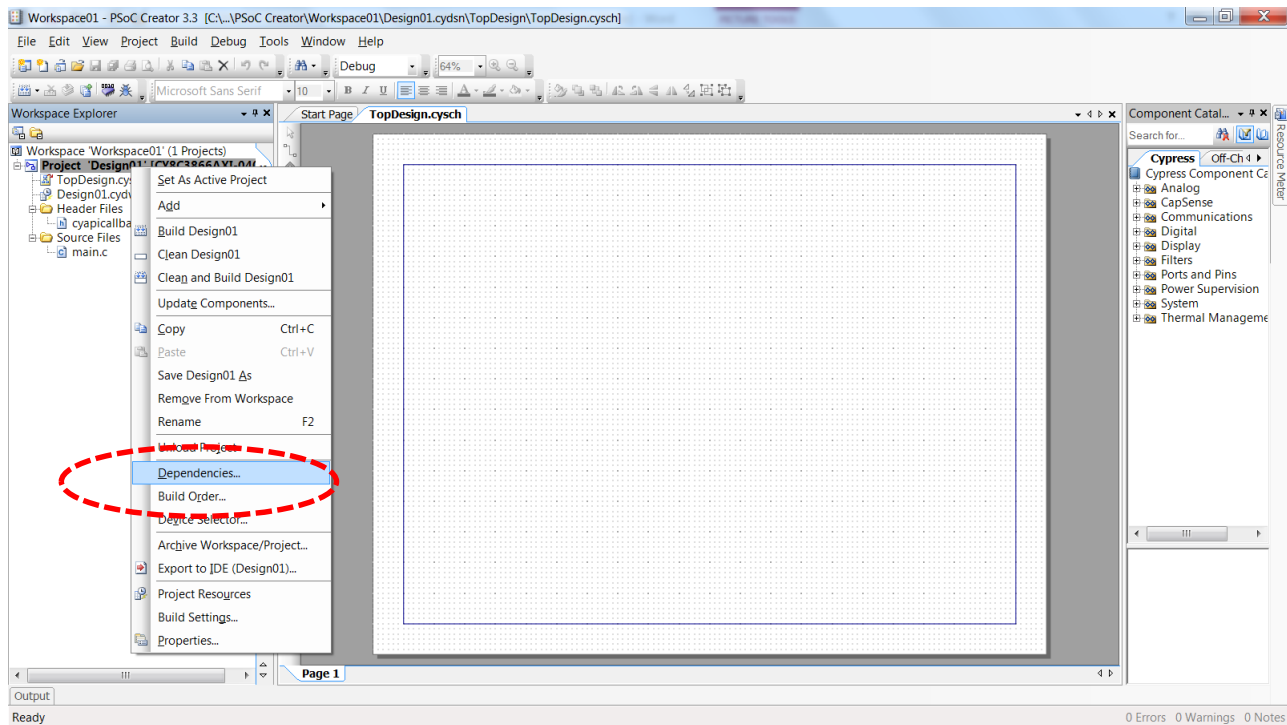 Workspace01 - PSoC Creator 3.3 [C:\...\PSoC Creator\Workspace01\Design01.cydsn\TopDesign\TopDesign.cysch]
File Edit View Project Build Debug Tools Window Help
Debug 64%
Microsoft Sans Serif 10 B I U
Workspace Explorer
Workspace 'Workspace01' (1 Projects)
Project 'Design01' [CY8C3866AXI-04
TopDesign.cys
Design01.cydw
Header Files
cyapicallba
Source Files
main.c
Set As Active Project
Add
Build Design01
Clean Design01
Clean and Build Design01
Update Components...
Copy Ctrl+C
Paste Ctrl+V
Save Design01 As
Remove From Workspace
Rename F2
Unload Project
Dependencies...
Build Order...
Device Selector...
Archive Workspace/Project...
Export to IDE (Design01)...
Project Resources
Build Settings...
Properties...
Start Page TopDesign.cysch
Page 1
Component Catal...
Search for...
Cypress Off-Ch
Cypress Component Ca
Analog
CapSense
Communications
Digital
Display
Filters
Ports and Pins
Power Supervision
System
Thermal Manageme
Resource Meter
Output
Ready 0 Errors 0 Warnings 0 Notes